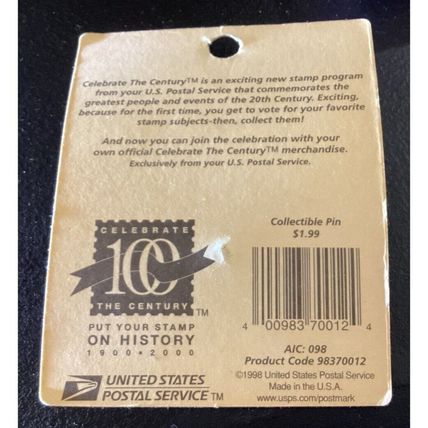 Celebrate The Century™ is an exciting new stamp program
from your U.S. Postal Service that commemorates the
greatest people and events of the 20th Century. Exciting,
because for the first time, you get to vote for your favorite
stamp subjects-then, collect them!
And now you can join the celebration with your
own official Celebrate The Century™ merchandise.
Exclusively from your U.S. Postal Service.
CELEBRATE
100
THE CENTURY
TM
PUT YOUR STAMP
ON HISTORY
1900•2000
UNITED STATES
POSTAL SERVICE™
Collectible Pin
$1.99
4 00983 70012 4
AIC: 098
Product Code 98370012
©1998 United States Postal Service
Made in the U.S.A.
www.usps.com/postmark